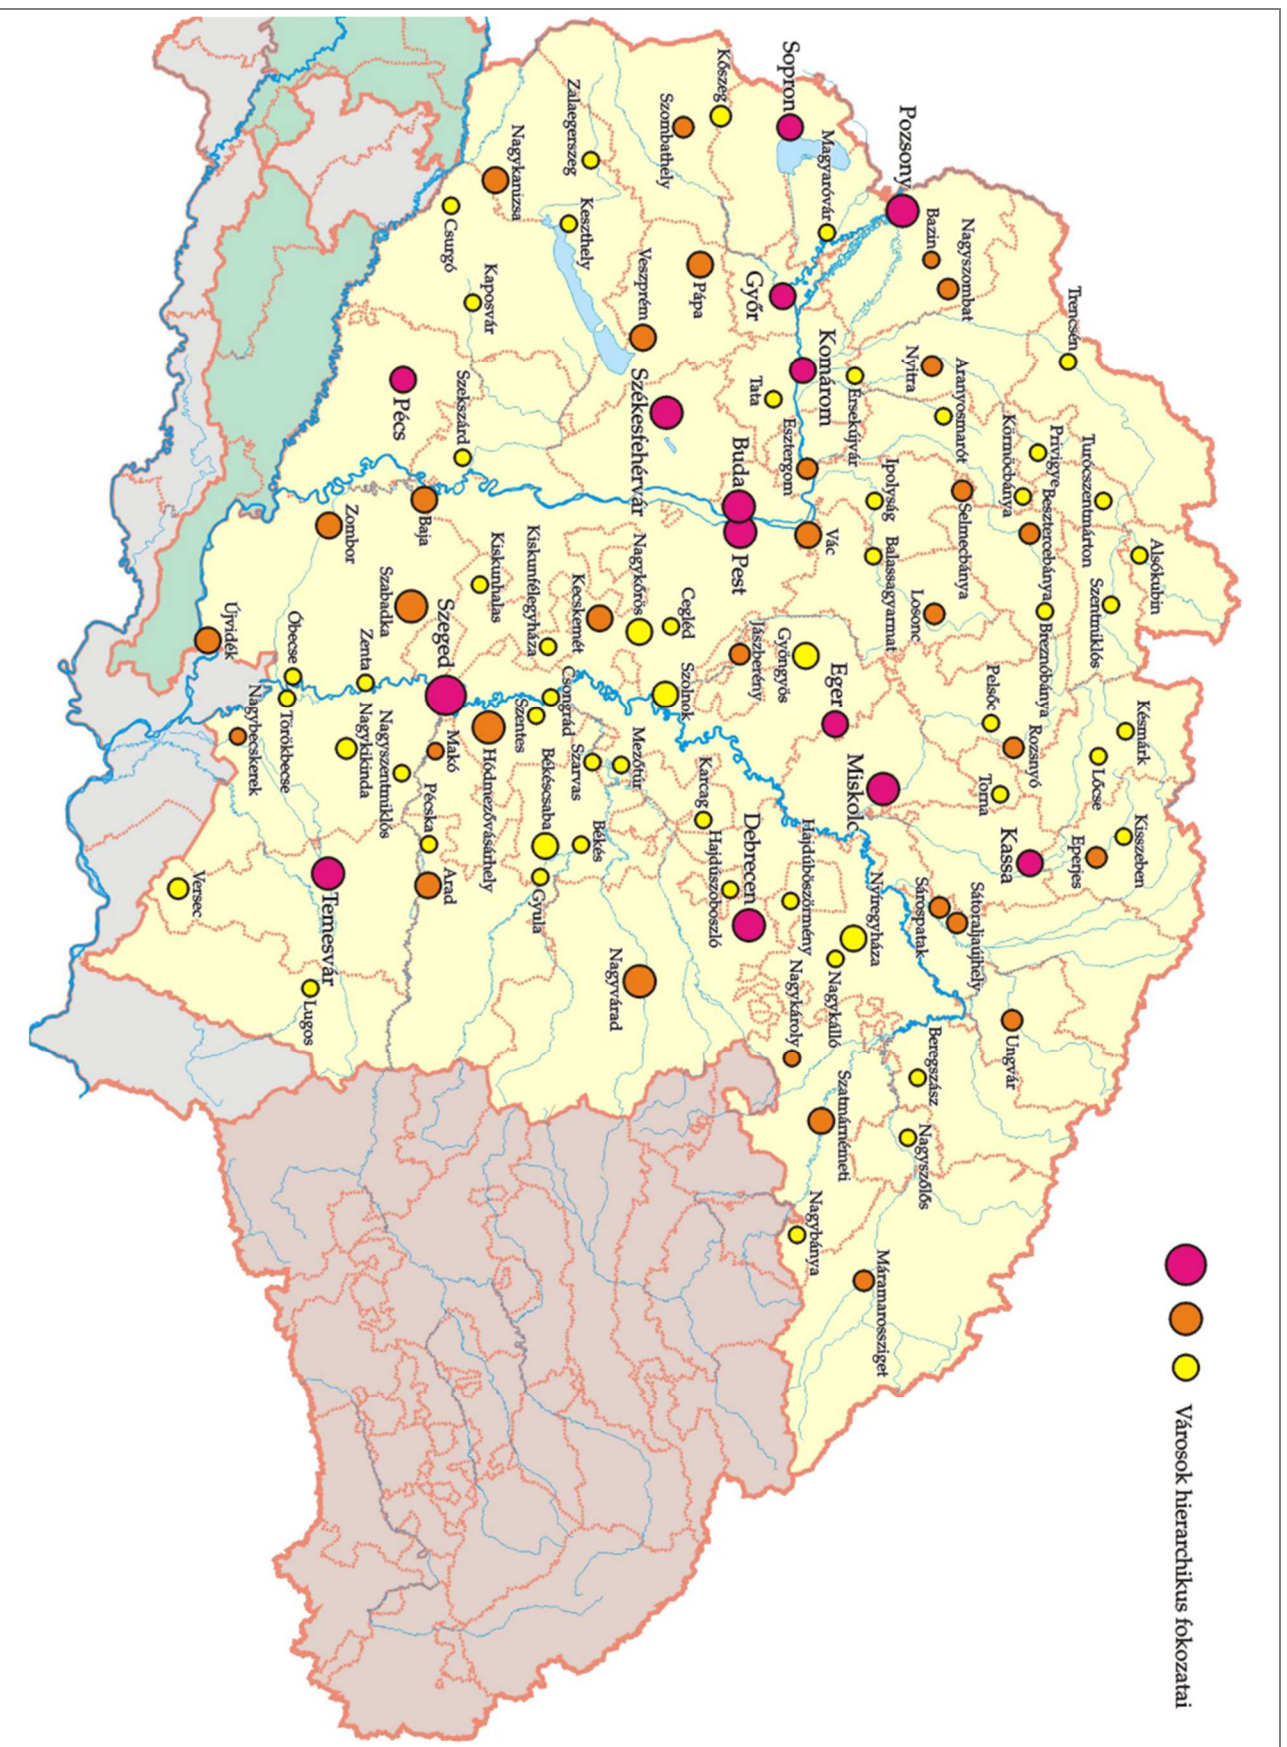 Pozsony
Sopron
Kőszeg
Szombathely
Zalaegerszeg
Nagykanizsa
Csurgó
Keszthely
Kaposvár
Magyaróvár
Bazin
Nagyszombat
Trencsén
Veszprém
Pápa
Győr
Komárom
Tata
Érsekújvár
Nyitra
Aranyosmarót
Körmöcbánya
Privigye
Turócszentmárton
Pécs
Szekszárd
Székesfehérvár
Buda
Pest
Esztergom
Ipolyság
Selmecbánya
Besztercebánya
Alsókubin
Szentmiklós
Vác
Balassagyarmat
Losonc
Breznóbánya
Baja
Zombor
Szabadka
Kiskunhalas
Kiskunfélegyháza
Kecskemét
Nagykőrös
Cegléd
Jászberény
Gyöngyös
Eger
Pelsőc
Rozsnyó
Késmárk
Lőcse
Újvidék
Óbecse
Zenta
Szeged
Csongrád
Szentes
Szolnok
Miskolc
Torna
Kassa
Eperjes
Kisszeben
Nagybecskerek
Törökbecse
Nagykikinda
Nagyszentmiklós
Makó
Hódmezővásárhely
Szarvas
Mezőtúr
Karcag
Debrecen
Hajdúböszörmény
Hajdúszoboszló
Békéscsaba
Békés
Gyula
Pécska
Arad
Temesvár
Versec
Lugos
Nagyvárad
Nyíregyháza
Nagykálló
Sárospatak
Sátoraljaújhely
Ungvár
Beregszász
Nagykároly
Szatmárnémeti
Nagyszőlős
Nagybánya
Máramarossziget
Városok hierarchikus fokozatai